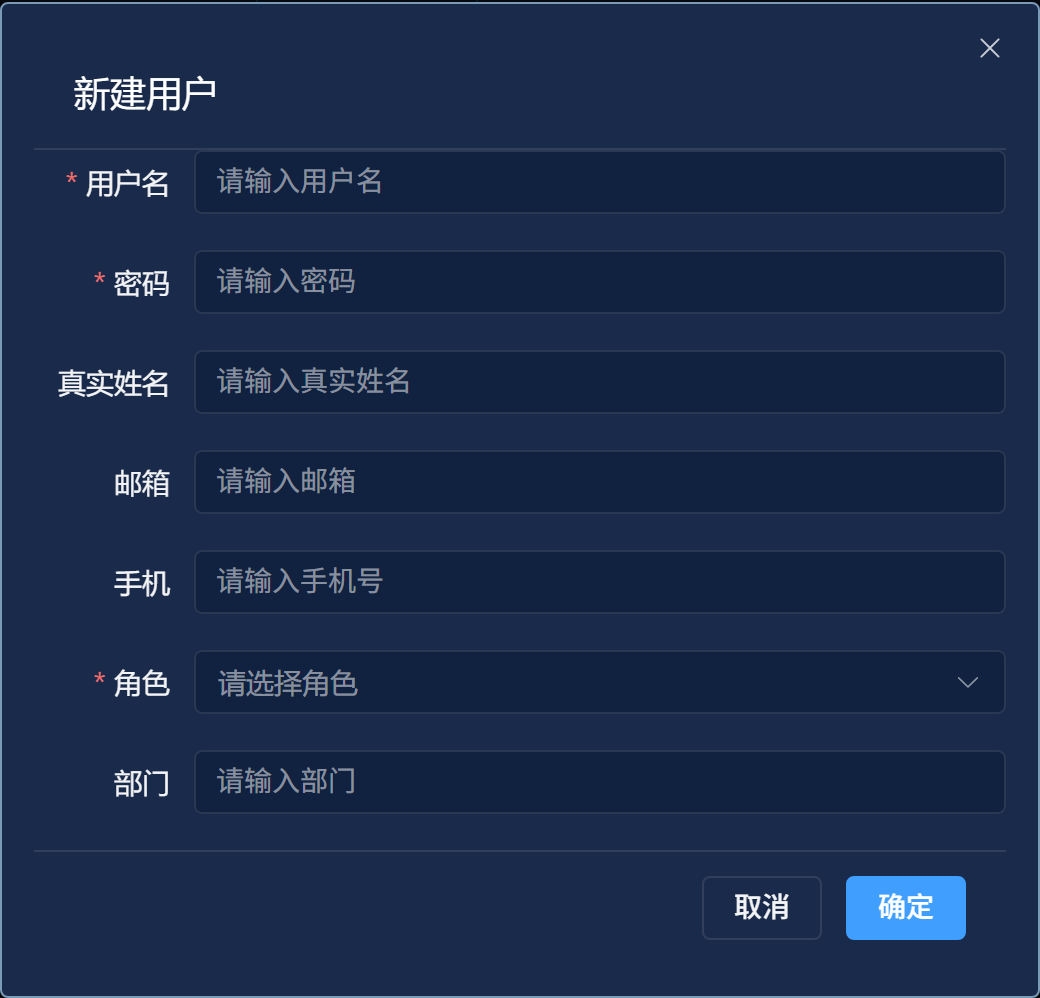 新建用户
* 用户名 请输入用户名
* 密码 请输入密码
真实姓名 请输入真实姓名
邮箱 请输入邮箱
手机 请输入手机号
* 角色 请选择角色
部门 请输入部门
取消 确定